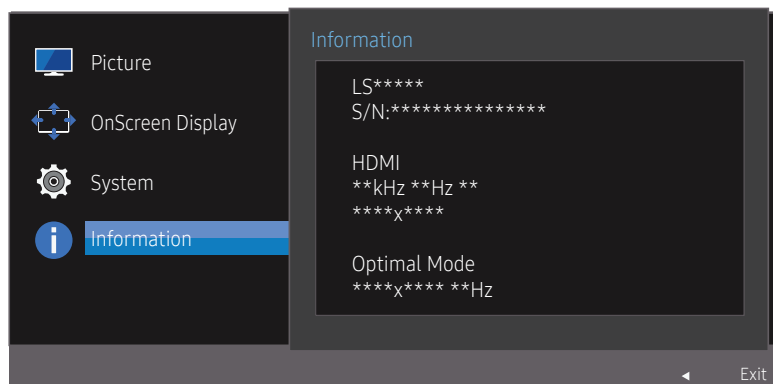 Picture
OnScreen Display
System
Information
Information
LS*****
S/N:***************
HDMI
**kHz **Hz **
****x****
Optimal Mode
****x**** **Hz
Exit